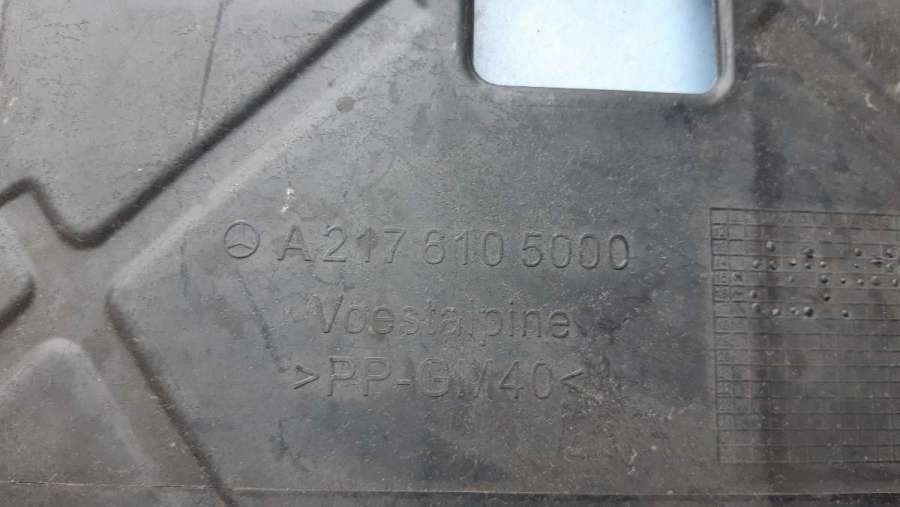 A 217 610 5000
Voestalpine
>PP-GM40<